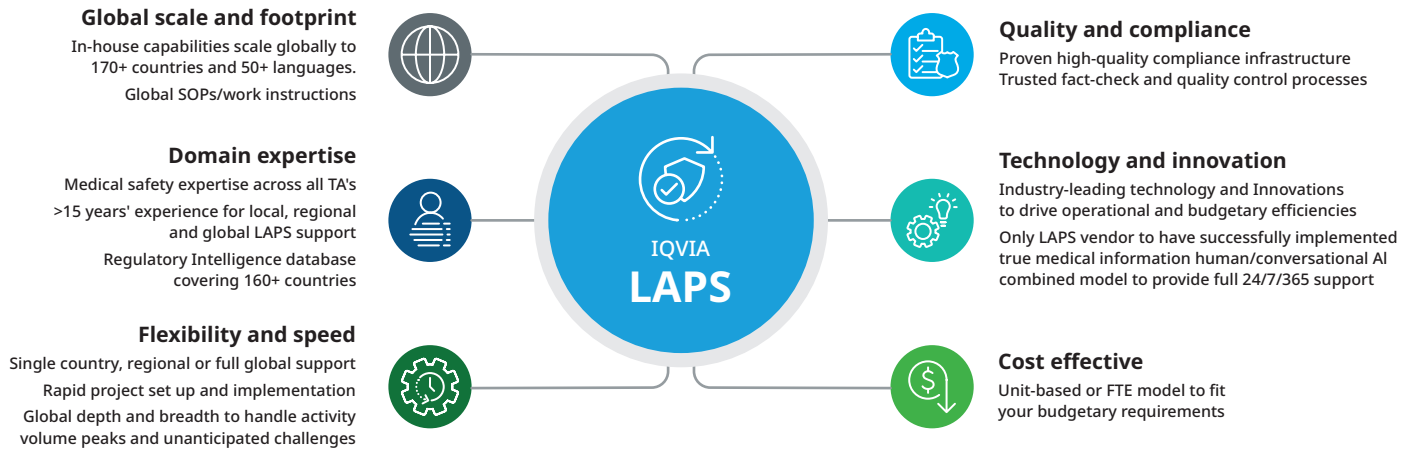 Global scale and footprint
In-house capabilities scale globally to
170+ countries and 50+ languages.
Global SOPs/work instructions
Domain expertise
Medical safety expertise across all TA's
>15 years' experience for local, regional
and global LAPS support
Regulatory Intelligence database
covering 160+ countries
Flexibility and speed
Single country, regional or full global support
Rapid project set up and implementation
Global depth and breadth to handle activity
volume peaks and unanticipated challenges
IQVIA
LAPS
Quality and compliance
Proven high-quality compliance infrastructure
Trusted fact-check and quality control processes
Technology and innovation
Industry-leading technology and Innovations
to drive operational and budgetary efficiencies
Only LAPS vendor to have successfully implemented
true medical information human/conversational AI
combined model to provide full 24/7/365 support
Cost effective
Unit-based or FTE model to fit
your budgetary requirements